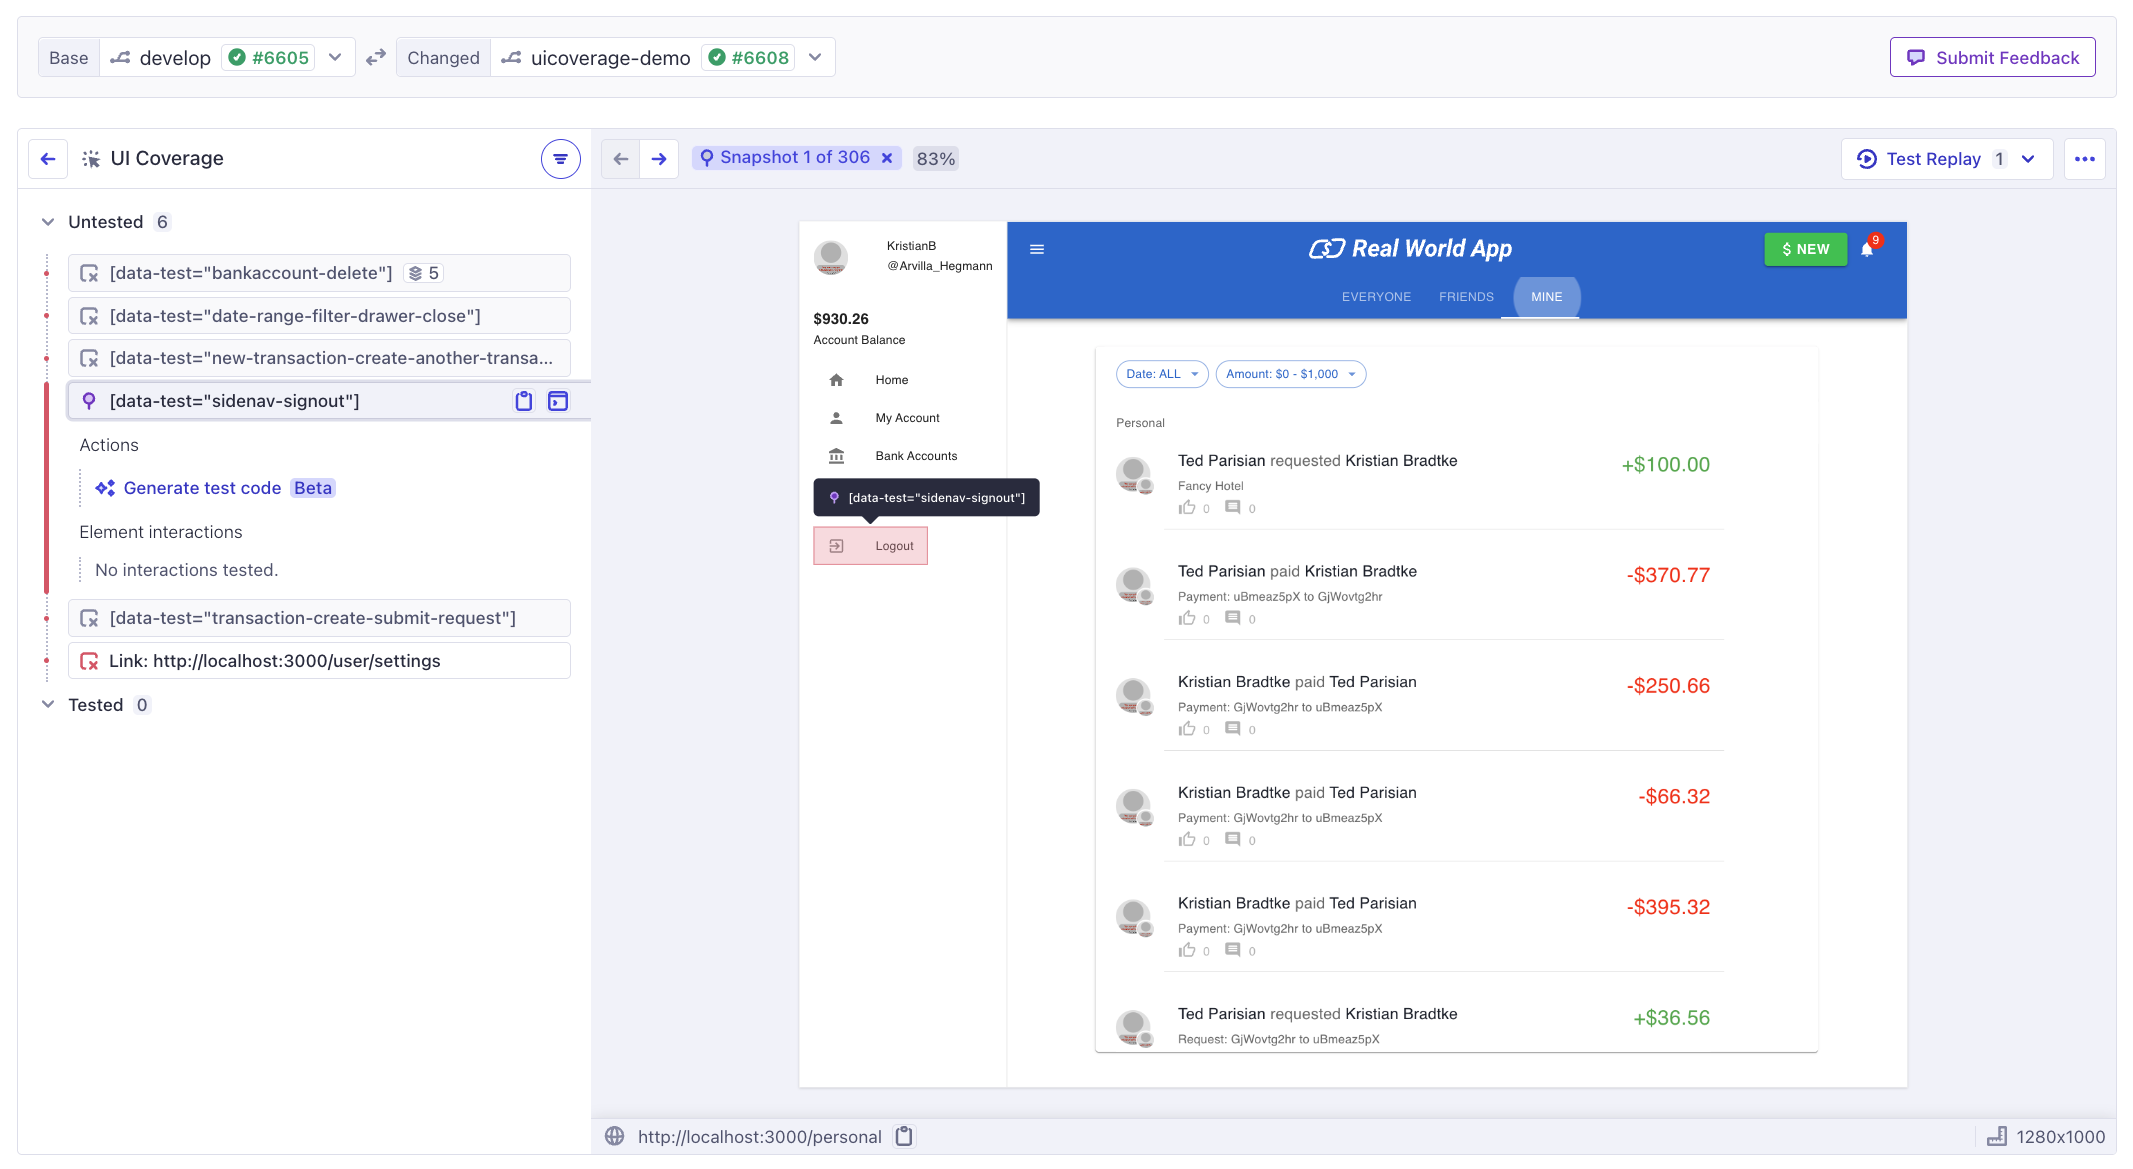 Base develop #6605 Changed uicoverage-demo #6608 Submit Feedback
UI Coverage
Snapshot 1 of 306 × 83%
Test Replay 1
Untested 6
[data-test="bankaccount-delete"] 5
[data-test="date-range-filter-drawer-close"]
[data-test="new-transaction-create-another-transa...
[data-test="sidenav-signout"]
Actions
Generate test code Beta
Element interactions
No interactions tested.
[data-test="transaction-create-submit-request"]
Link: http://localhost:3000/user/settings
Tested 0
KristianB
@Arvilla_Hegmann
$930.26
Account Balance
Home
My Account
Bank Accounts
[data-test="sidenav-signout"]
Logout
Real World App
$ NEW
9
EVERYONE FRIENDS MINE
Date: ALL Amount: $0 - $1,000
Personal
Ted Parisian requested Kristian Bradtke +$100.00
Fancy Hotel
0 0
Ted Parisian paid Kristian Bradtke -$370.77
Payment: uBmeaz5pX to GjWovtg2hr
0 0
Kristian Bradtke paid Ted Parisian -$250.66
Payment: GjWovtg2hr to uBmeaz5pX
0 0
Kristian Bradtke paid Ted Parisian -$66.32
Payment: GjWovtg2hr to uBmeaz5pX
0 0
Kristian Bradtke paid Ted Parisian -$395.32
Payment: GjWovtg2hr to uBmeaz5pX
0 0
Ted Parisian requested Kristian Bradtke +$36.56
Request: GjWovtg2hr to uBmeaz5pX
http://localhost:3000/personal
1280x1000